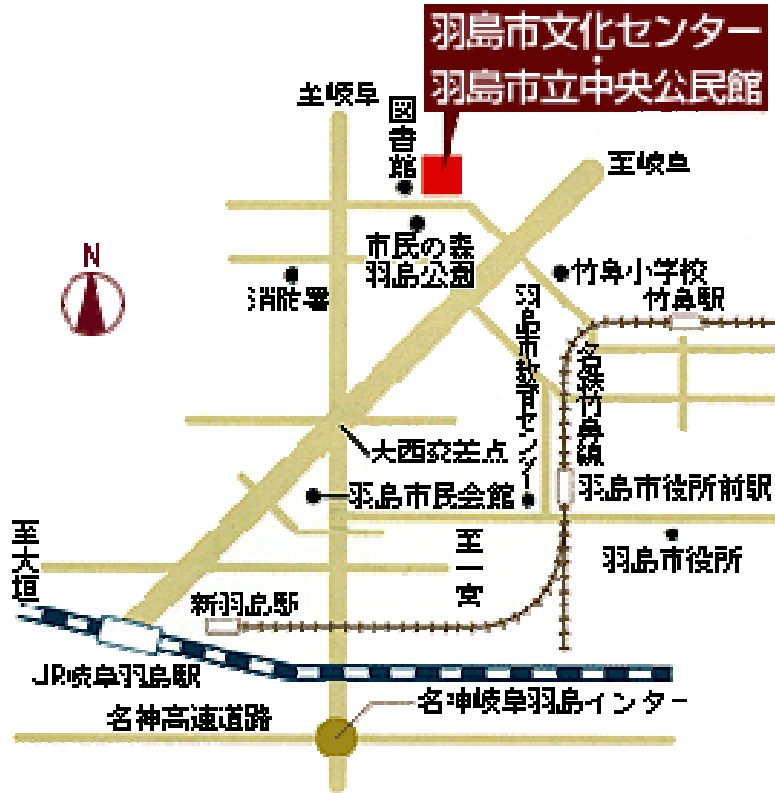 羽島市文化センター
・
羽島市立中央公民館
至岐阜
図書館
至岐阜
市民の森
羽島公園
N
竹鼻小学校
消防署
竹鼻駅
羽島市教育センター
名鉄竹鼻線
大西交差点
羽島市民会館
羽島市役所前駅
至大垣
至一宮
羽島市役所
新羽島駅
JR岐阜羽島駅
名神岐阜羽島インター
名神高速道路